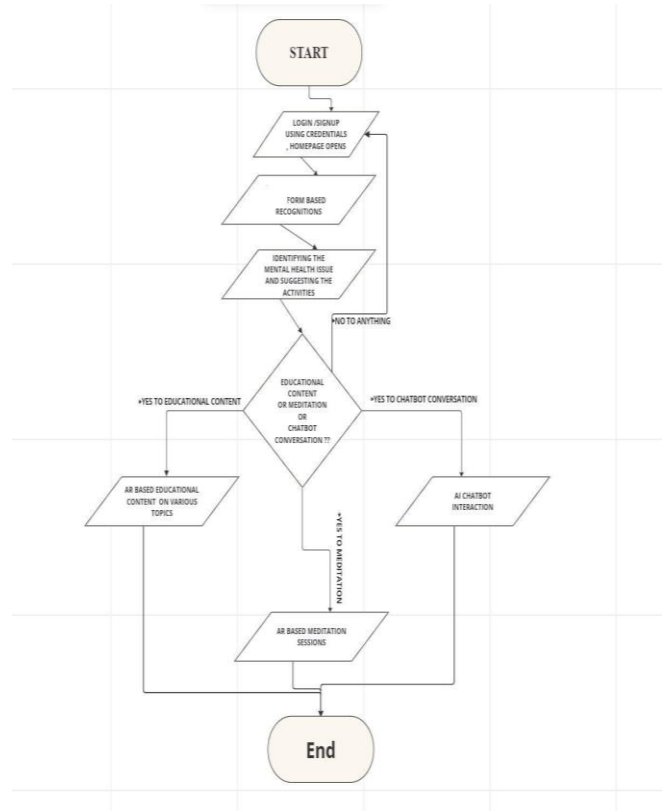 START
LOGIN /SIGNUP
USING CREDENTIALS
, HOMEPAGE OPENS
FORM BASED
RECOGNITIONS
IDENTIFYING THE
MENTAL HEALTH ISSUE
AND SUGGESTING THE
ACTIVITIES
*NO TO ANYTHING
EDUCATIONAL
CONTENT
OR MEDITATION
OR
CHATBOT
CONVERSATION ??
*YES TO EDUCATIONAL CONTENT
*YES TO CHATBOT CONVERSATION
AR BASED EDUCATIONAL
CONTENT ON VARIOUS
TOPICS
AI CHATBOT
INTERACTION
*YES TO MEDITATION
AR BASED MEDITATION
SESSIONS
End